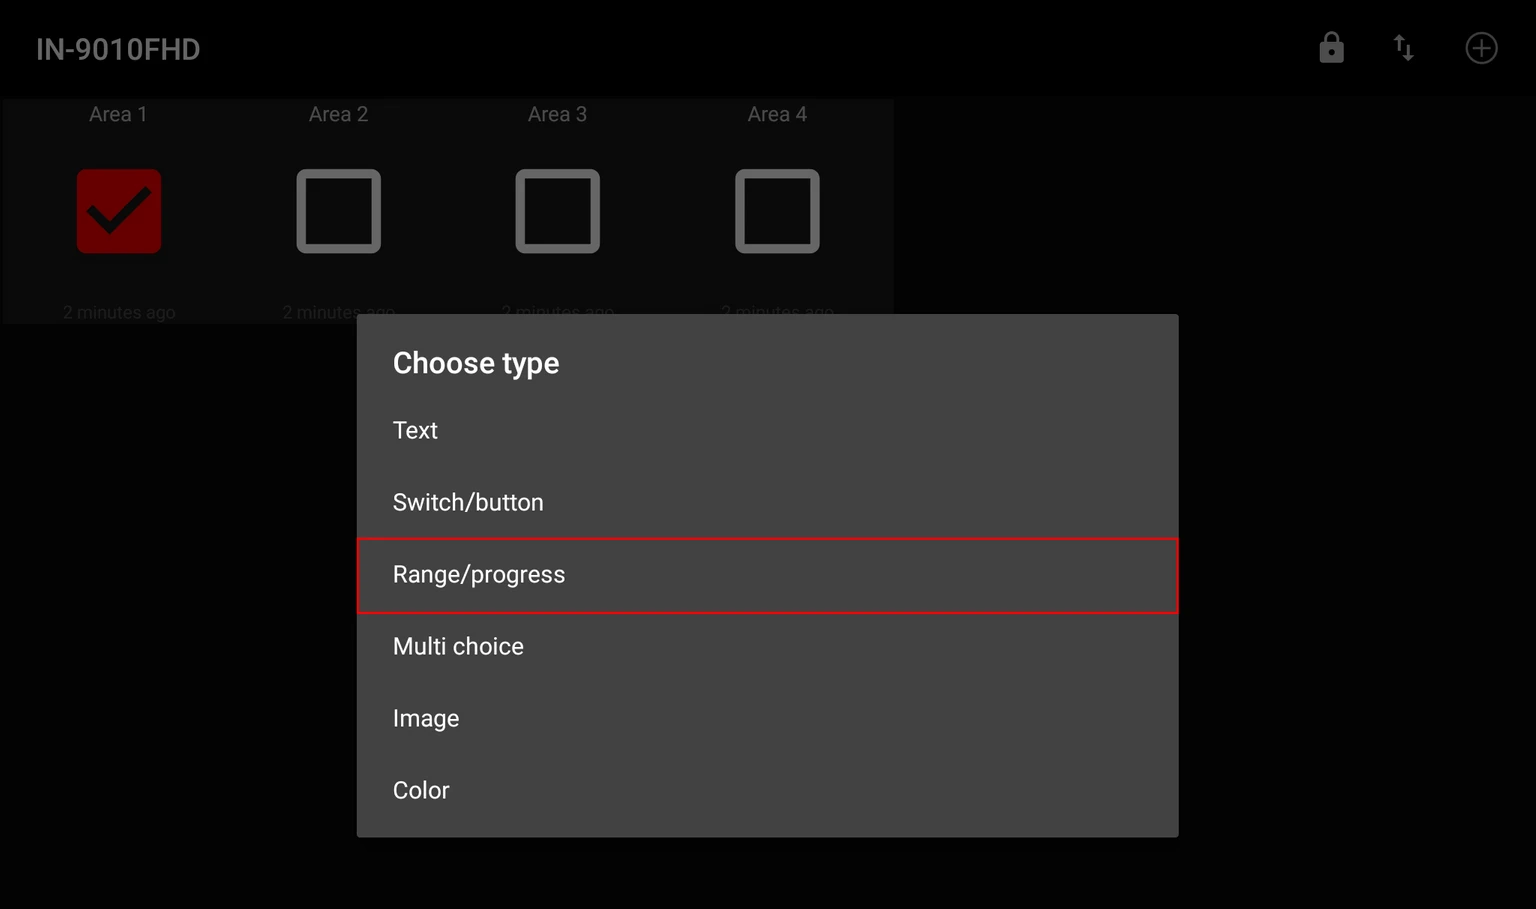 IN-9010FHD
Area 1 Area 2 Area 3 Area 4
2 minutes ago 2 minutes ago 2 minutes ago 2 minutes ago
Choose type
Text
Switch/button
Range/progress
Multi choice
Image
Color